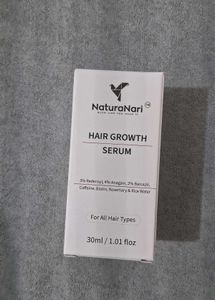 NaturaNari
HAIR GROWTH
SERUM
3% Redensyl, 4% Anagain, 2% Baicapil,
Caffeine, Biotin, Rosemary & Rice Water
For All Hair Types
30ml / 1.01 floz